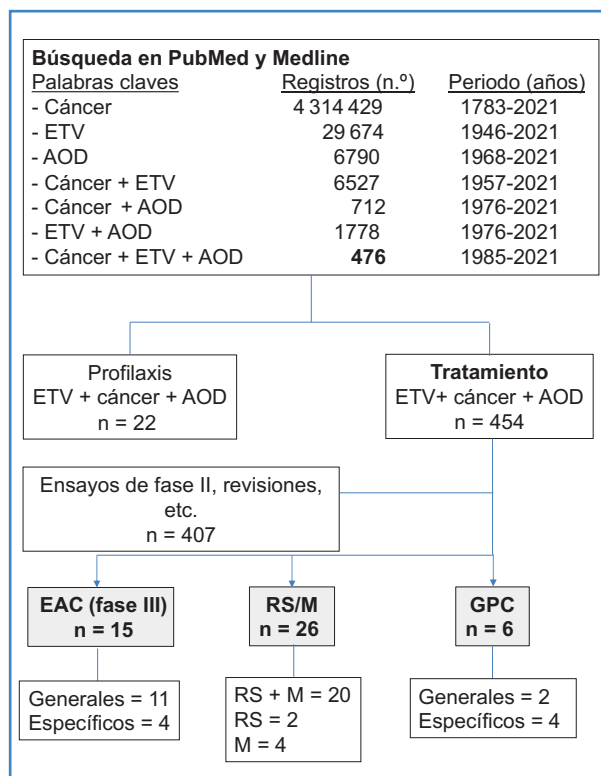 Búsqueda en PubMed y Medline
Palabras claves Registros (n.º) Periodo (años)
- Cáncer 4 314 429 1783-2021
- ETV 29 674 1946-2021
- AOD 6790 1968-2021
- Cáncer + ETV 6527 1957-2021
- Cáncer + AOD 712 1976-2021
- ETV + AOD 1778 1976-2021
- Cáncer + ETV + AOD 476 1985-2021
Profilaxis
ETV + cáncer + AOD
n = 22
Tratamiento
ETV+ cáncer + AOD
n = 454
Ensayos de fase II, revisiones,
etc.
n = 407
EAC (fase III)
n = 15
RS/M
n = 26
GPC
n = 6
Generales = 11
Específicos = 4
RS + M = 20
RS = 2
M = 4
Generales = 2
Específicos = 4